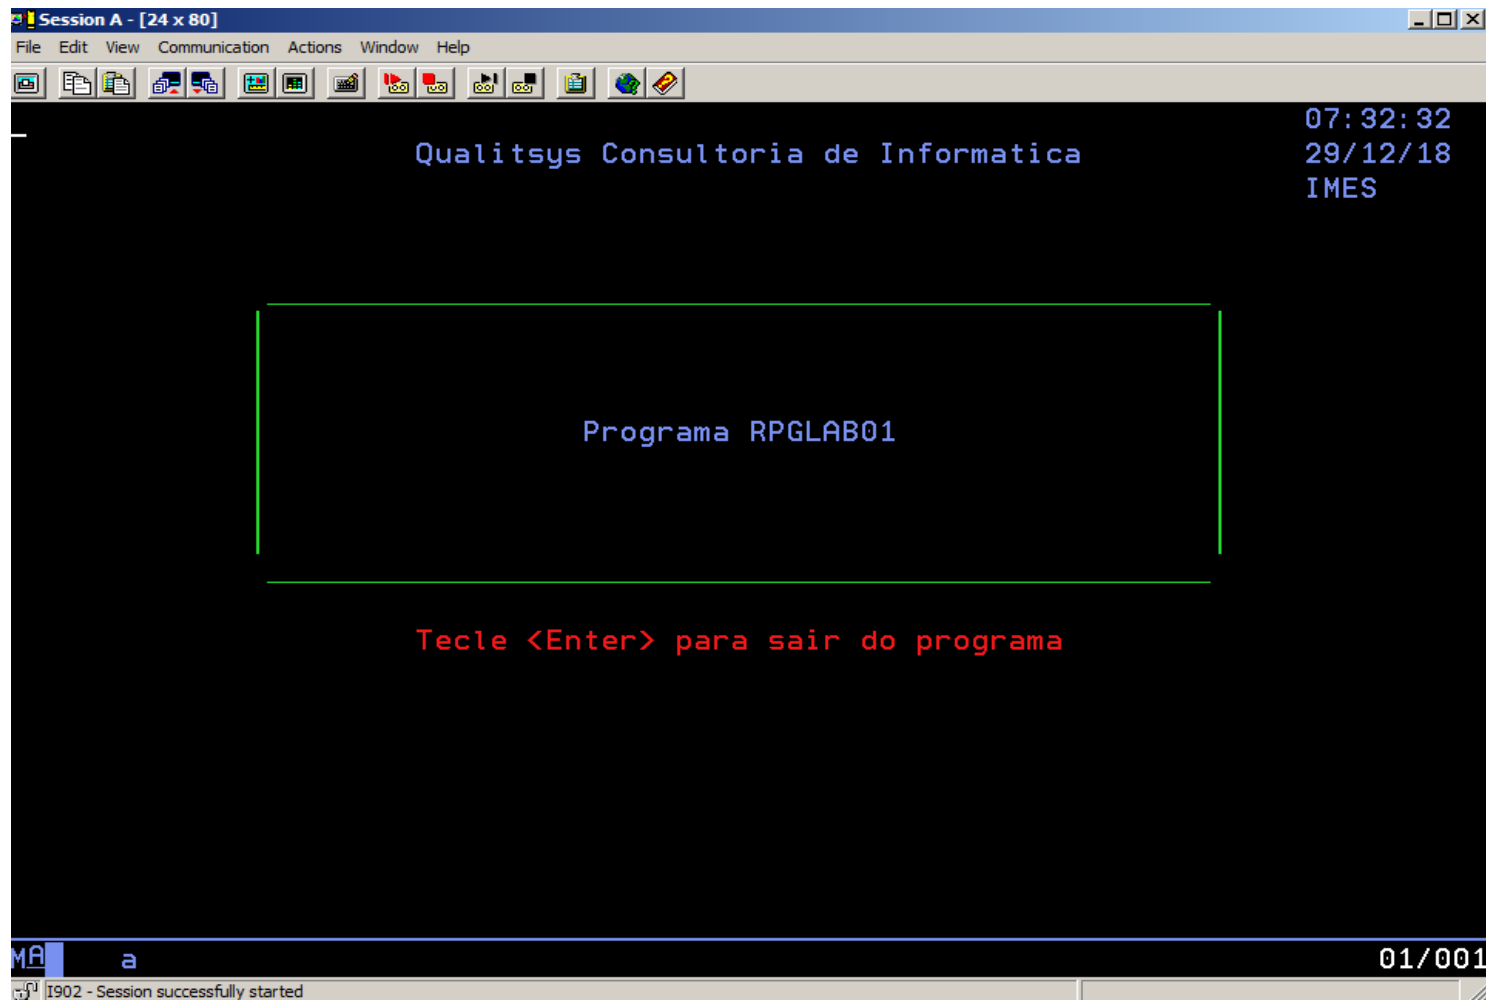 Session A - [24 x 80]
File Edit View Communication Actions Window Help
07:32:32
Qualitsys Consultoria de Informatica 29/12/18
IMES
Programa RPGLAB01
Tecle <Enter> para sair do programa
MA a 01/001
I902 - Session successfully started